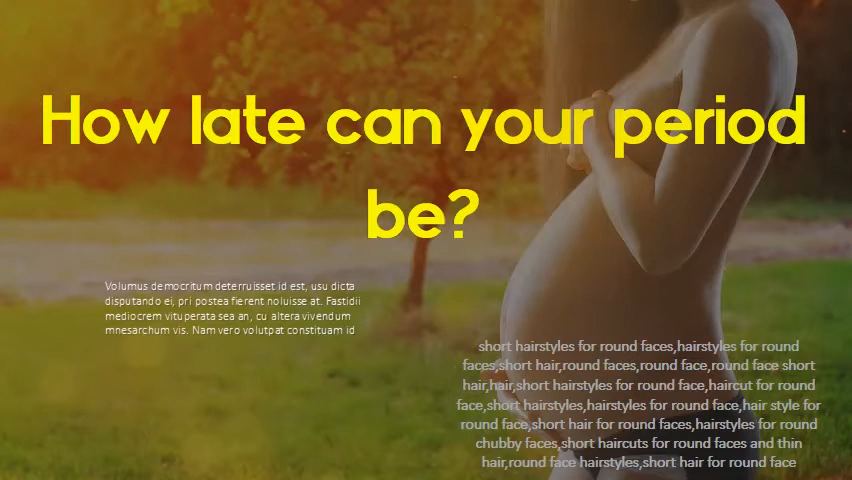 How late can your period
be?
Volumus democritum deterruisset id est, usu dicta
disputando ei, pri postea fierent noluisse at. Fastidii
mediocrem vituperata sea an, cu altera vivendum
mnesarchum vis. Nam vero volutpat constituam id
short hairstyles for round faces,hairstyles for round
faces,short hair,round faces,round face,round face short
hair,hair,short hairstyles for round face,haircut for round
face,short hairstyles,hairstyles for round face,hair style for
round face,short hair for round faces,hairstyles for round
chubby faces,short haircuts for round faces and thin
hair,round face hairstyles,short hair for round face